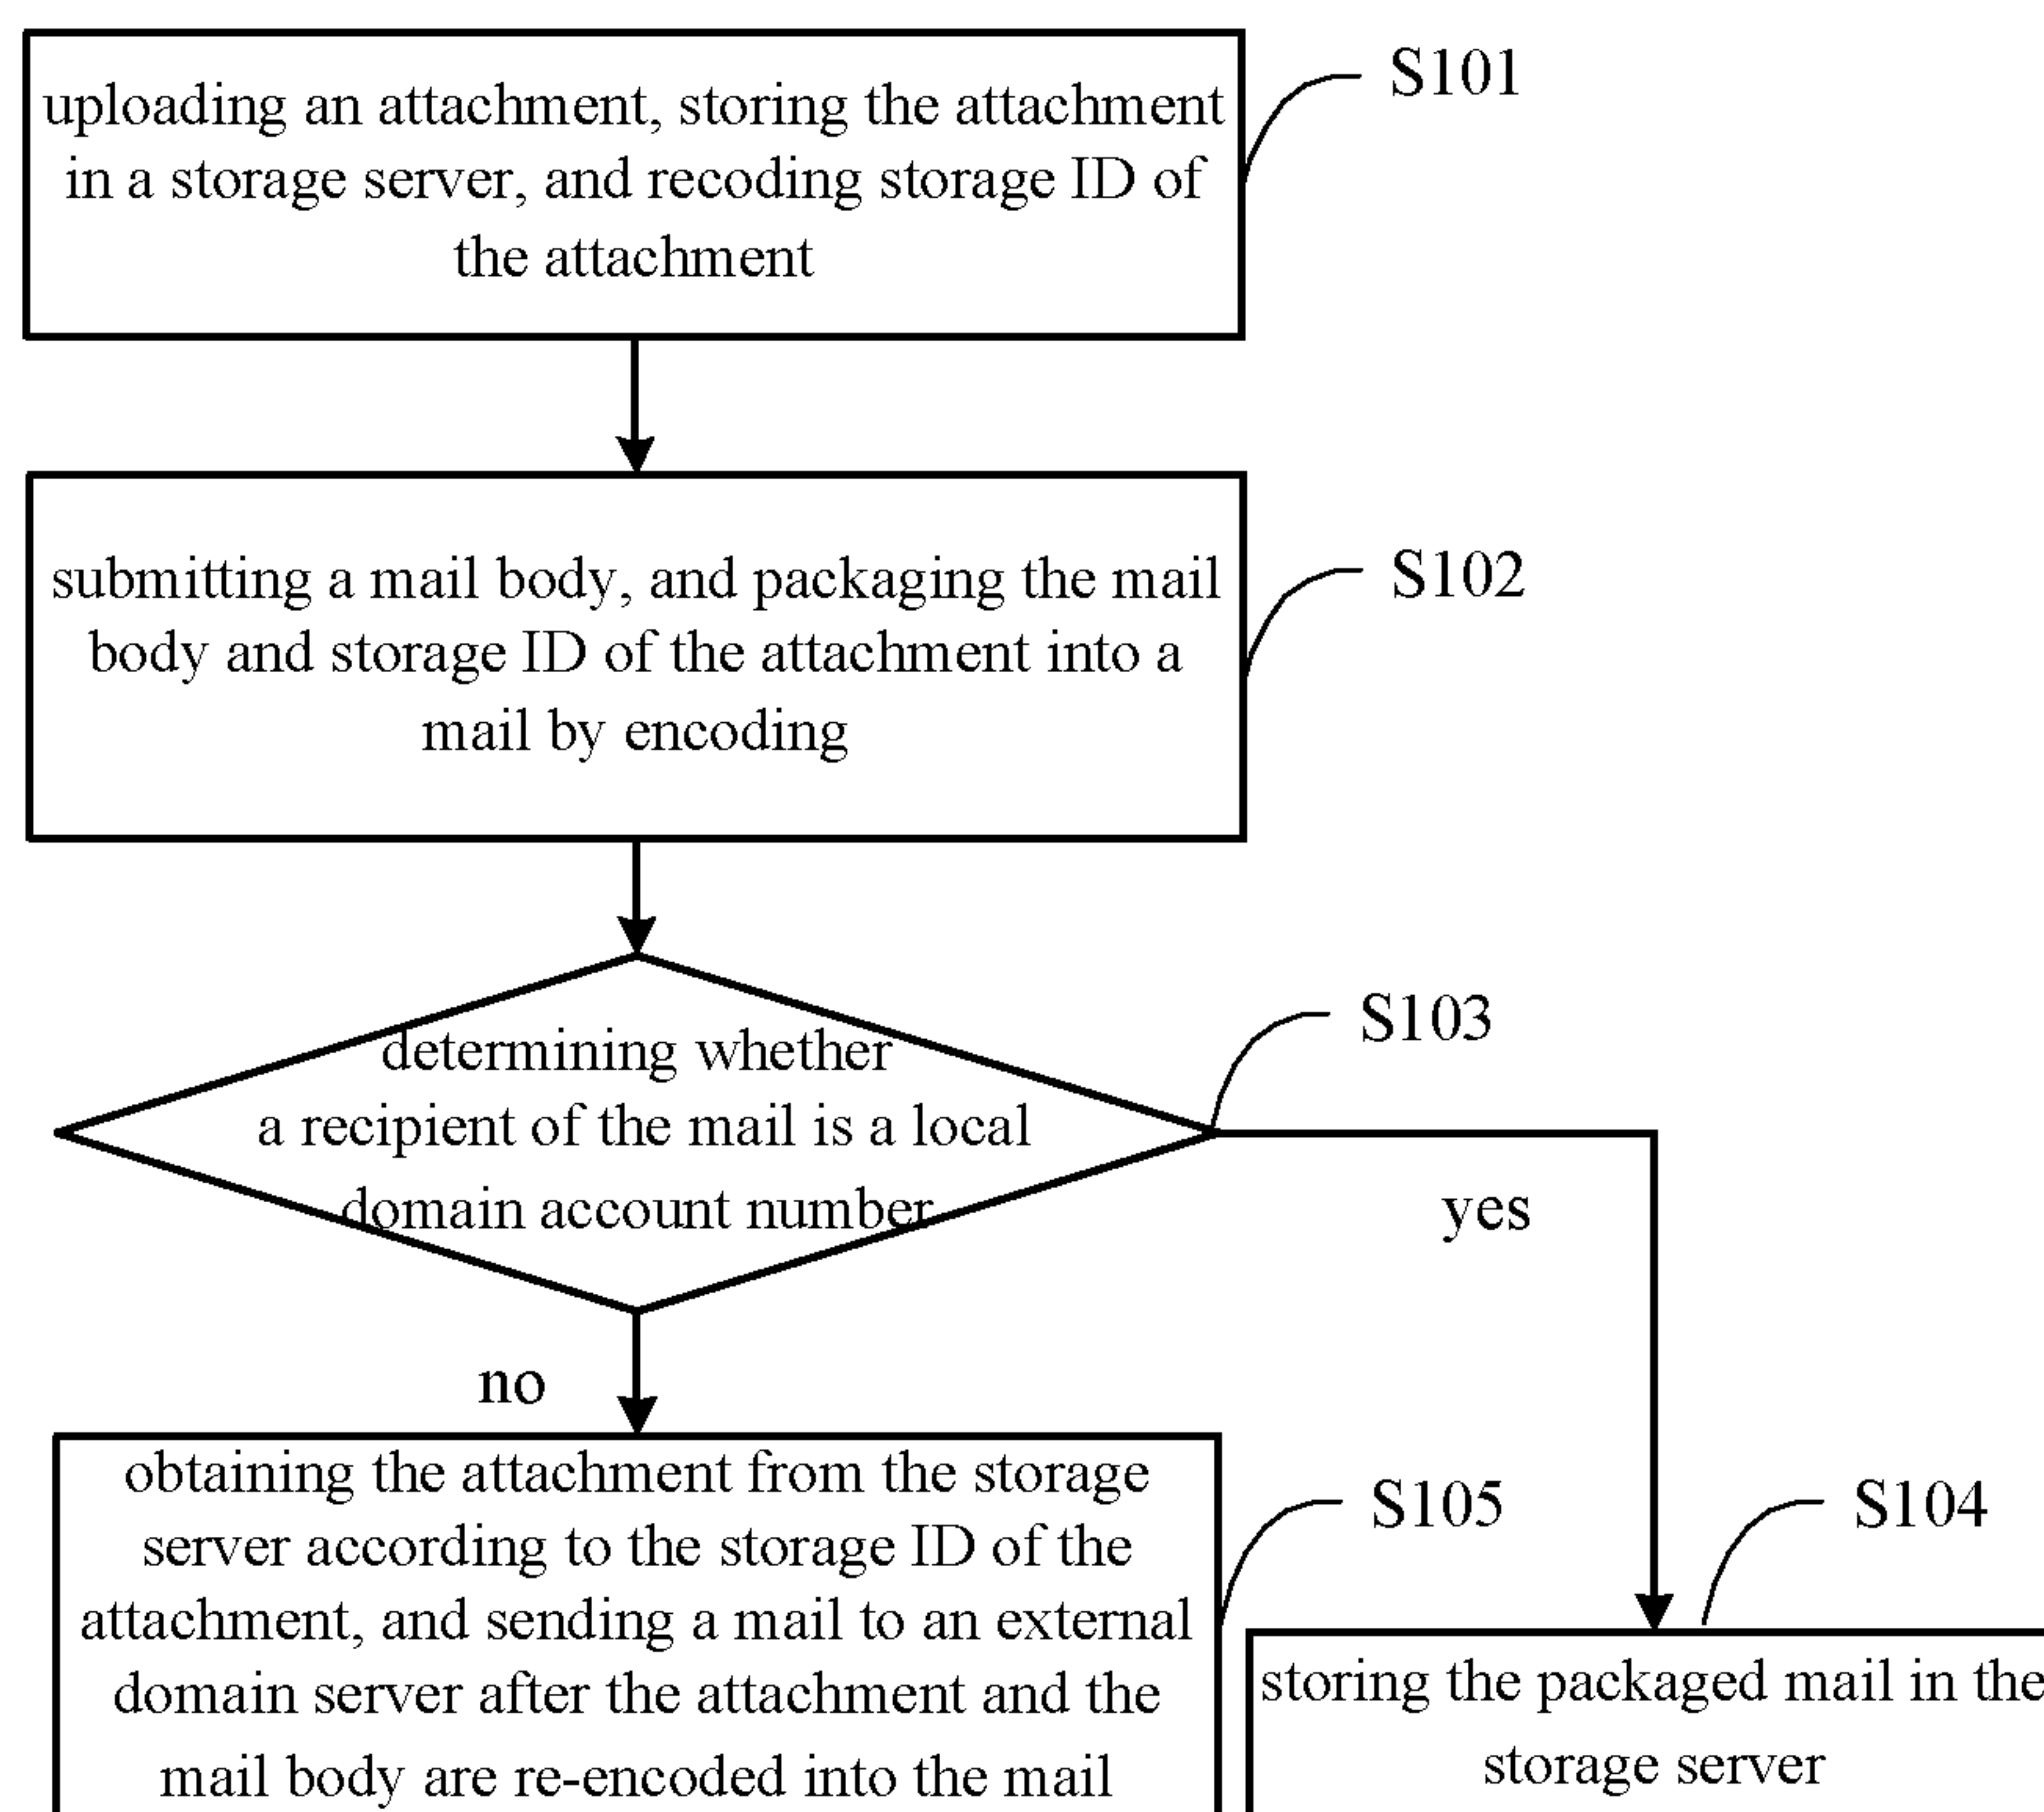 uploading an attachment, storing the attachment
in a storage server, and recoding storage ID of
the attachment
S101
submitting a mail body, and packaging the mail
body and storage ID of the attachment into a
mail by encoding
S102
determining whether
a recipient of the mail is a local
domain account number
S103
yes
no
obtaining the attachment from the storage
server according to the storage ID of the
attachment, and sending a mail to an external
domain server after the attachment and the
mail body are re-encoded into the mail
S105
S104
storing the packaged mail in the
storage server